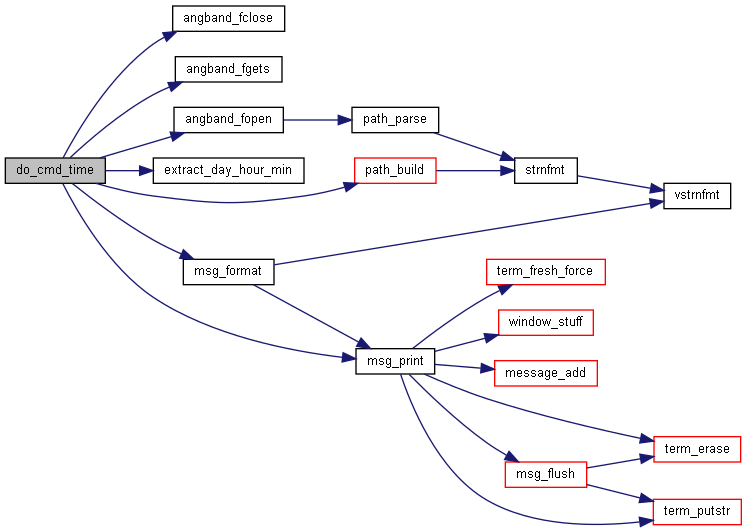 angband_fclose
angband_fgets
angband_fopen
path_parse
do_cmd_time
extract_day_hour_min
path_build
strnfmt
vstrnfmt
msg_format
term_fresh_force
window_stuff
msg_print
message_add
term_erase
msg_flush
term_putstr